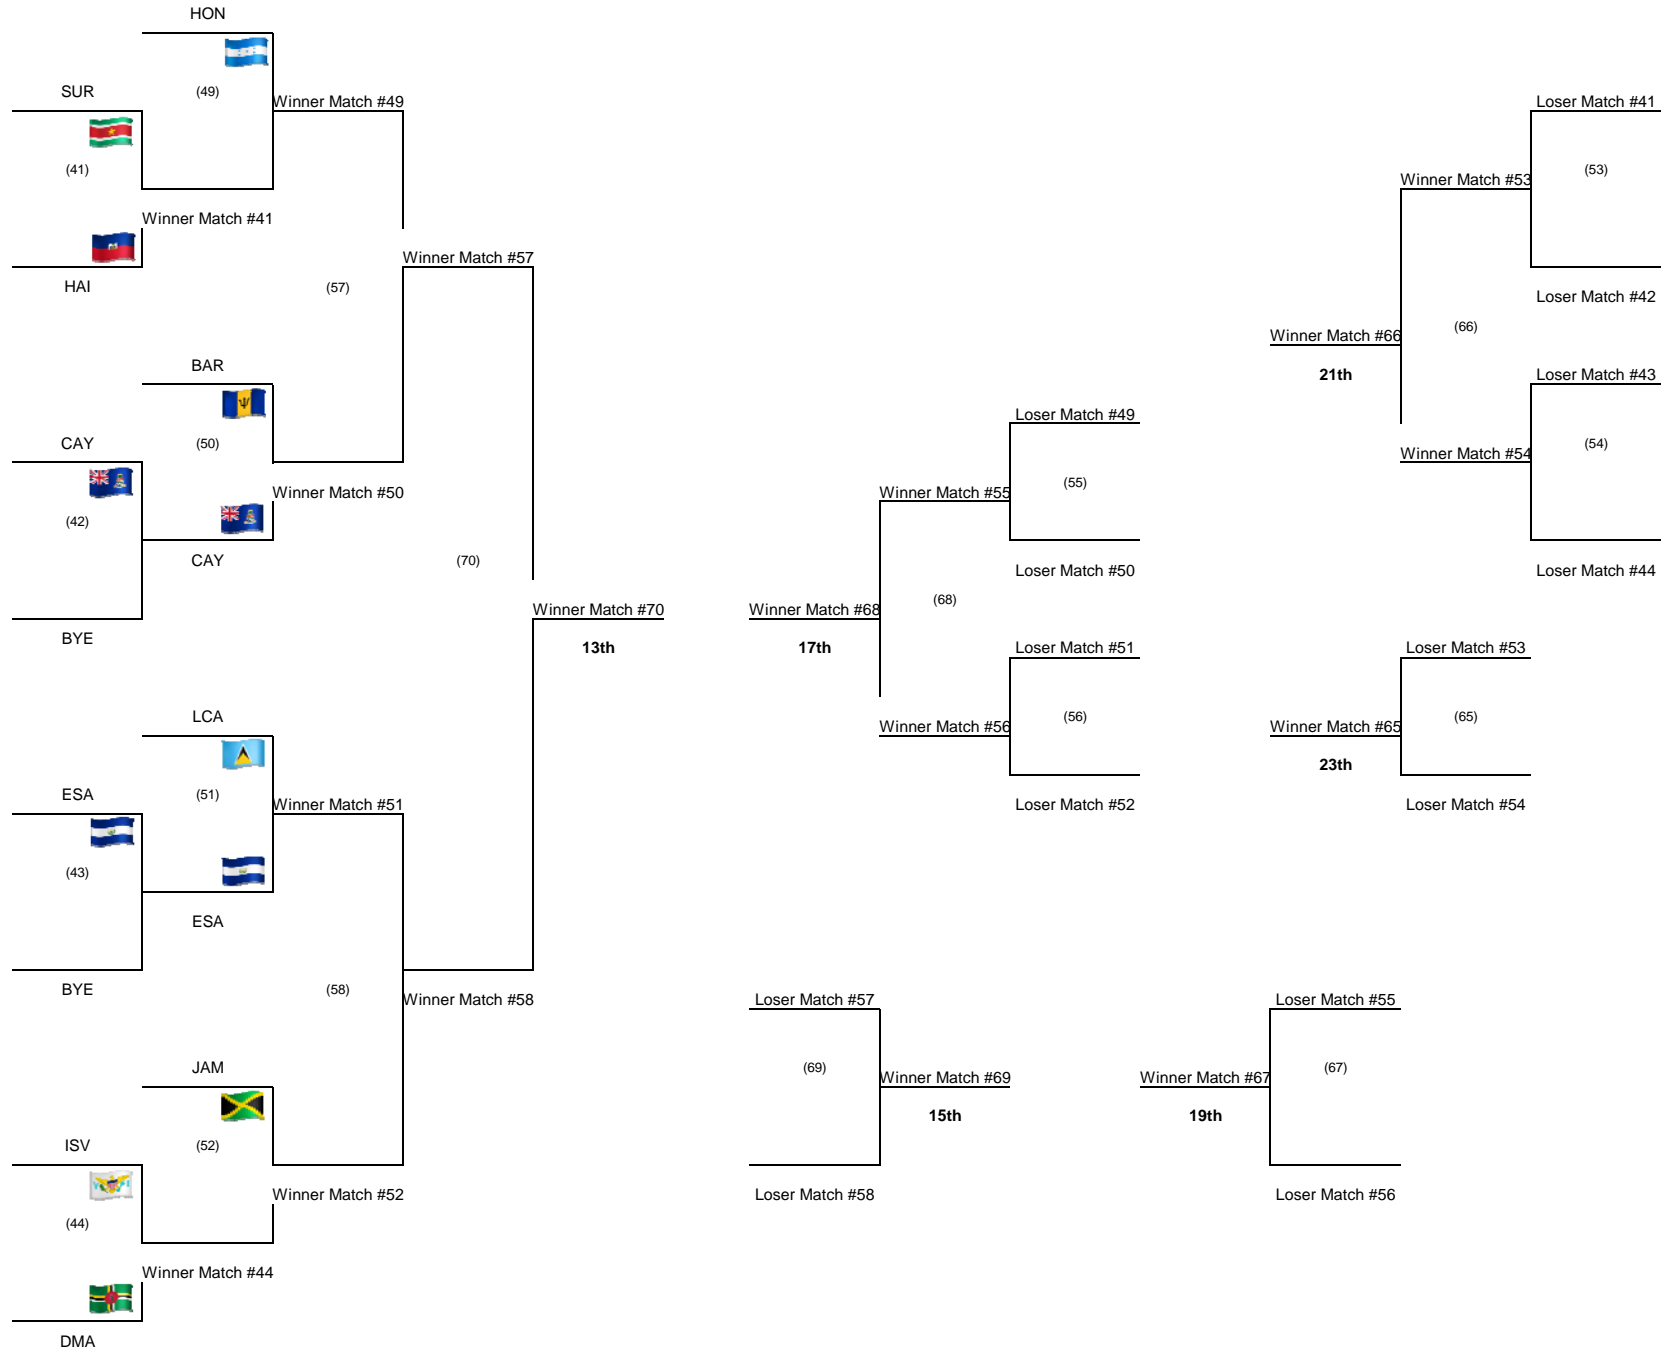 HON
SUR
(49)
Winner Match #49
Loser Match #41
(41)
(53)
Winner Match #53
Winner Match #41
HAI
(57)
Winner Match #57
Loser Match #42
(66)
Winner Match #66
BAR
21th
Loser Match #43
Loser Match #49
CAY
(50)
(54)
Winner Match #54
(55)
Winner Match #50
Winner Match #55
(42)
CAY
(70)
Loser Match #50
Loser Match #44
(68)
Winner Match #70
Winner Match #68
BYE
13th
17th
Loser Match #51
Loser Match #53
LCA
(56)
(65)
Winner Match #56
Winner Match #65
23th
ESA
(51)
Winner Match #51
Loser Match #52
Loser Match #54
(43)
ESA
BYE
(58)
Winner Match #58
Loser Match #57
Loser Match #55
JAM
(69)
(67)
Winner Match #69
Winner Match #67
15th
19th
ISV
(52)
Winner Match #52
Loser Match #58
Loser Match #56
(44)
Winner Match #44
DMA